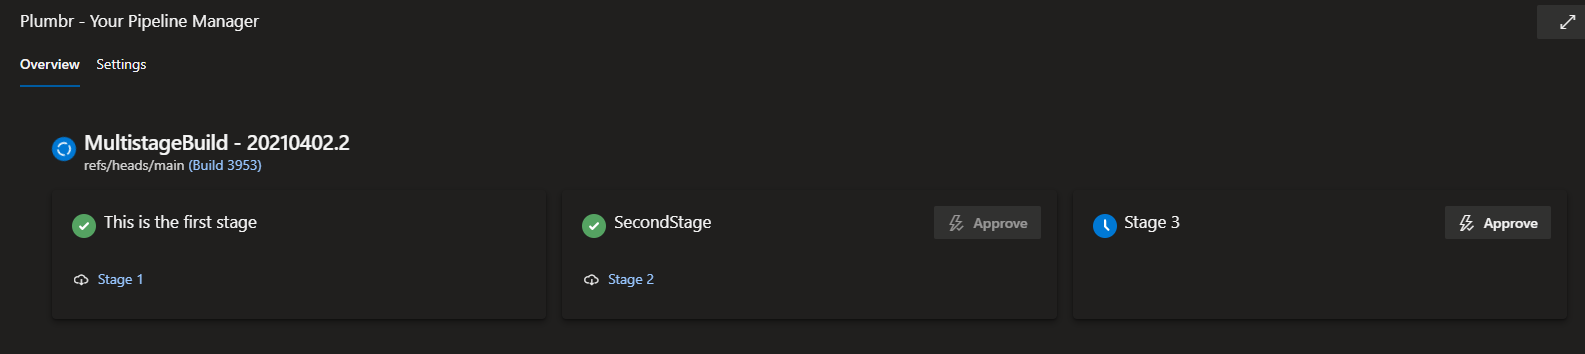 Plumbr - Your Pipeline Manager
Overview Settings
MultistageBuild - 20210402.2
refs/heads/main (Build 3953)
This is the first stage
Stage 1
SecondStage
Approve
Stage 2
Stage 3
Approve